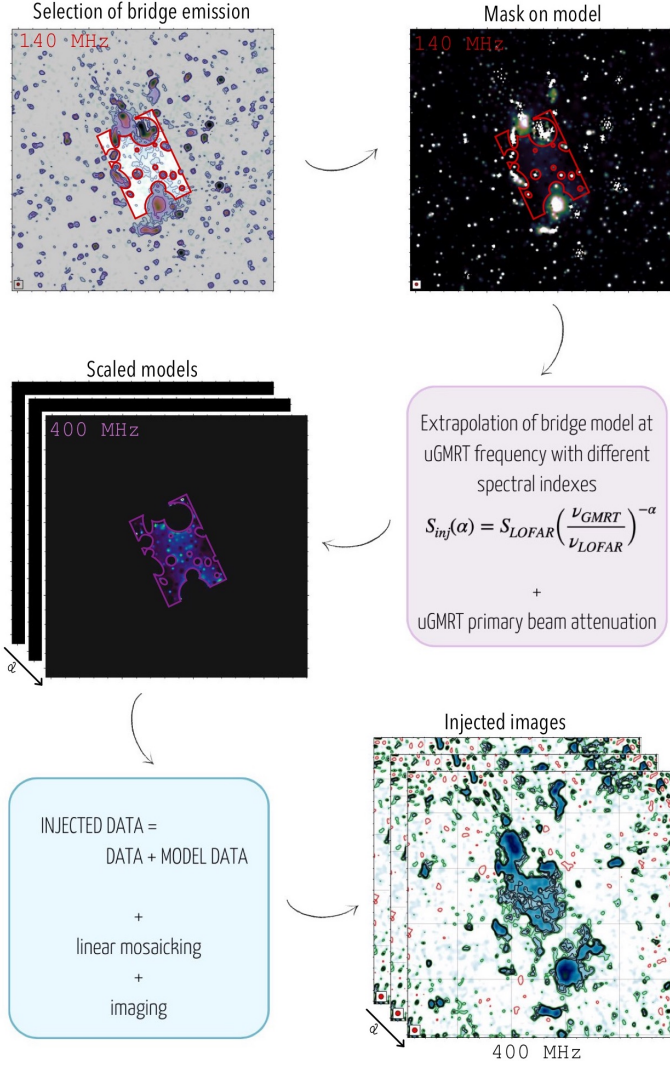 Selection of bridge emission
140 MHz
Mask on model
140 MHz
Scaled models
400 MHz
α
Extrapolation of bridge model at
uGMRT frequency with different
spectral indexes
S_inj(α) = S_LOFAR(ν_GMRT/ν_LOFAR)^−α
+
uGMRT primary beam attenuation
INJECTED DATA =
DATA + MODEL DATA
+
linear mosaicking
+
imaging
Injected images
α
400 MHz